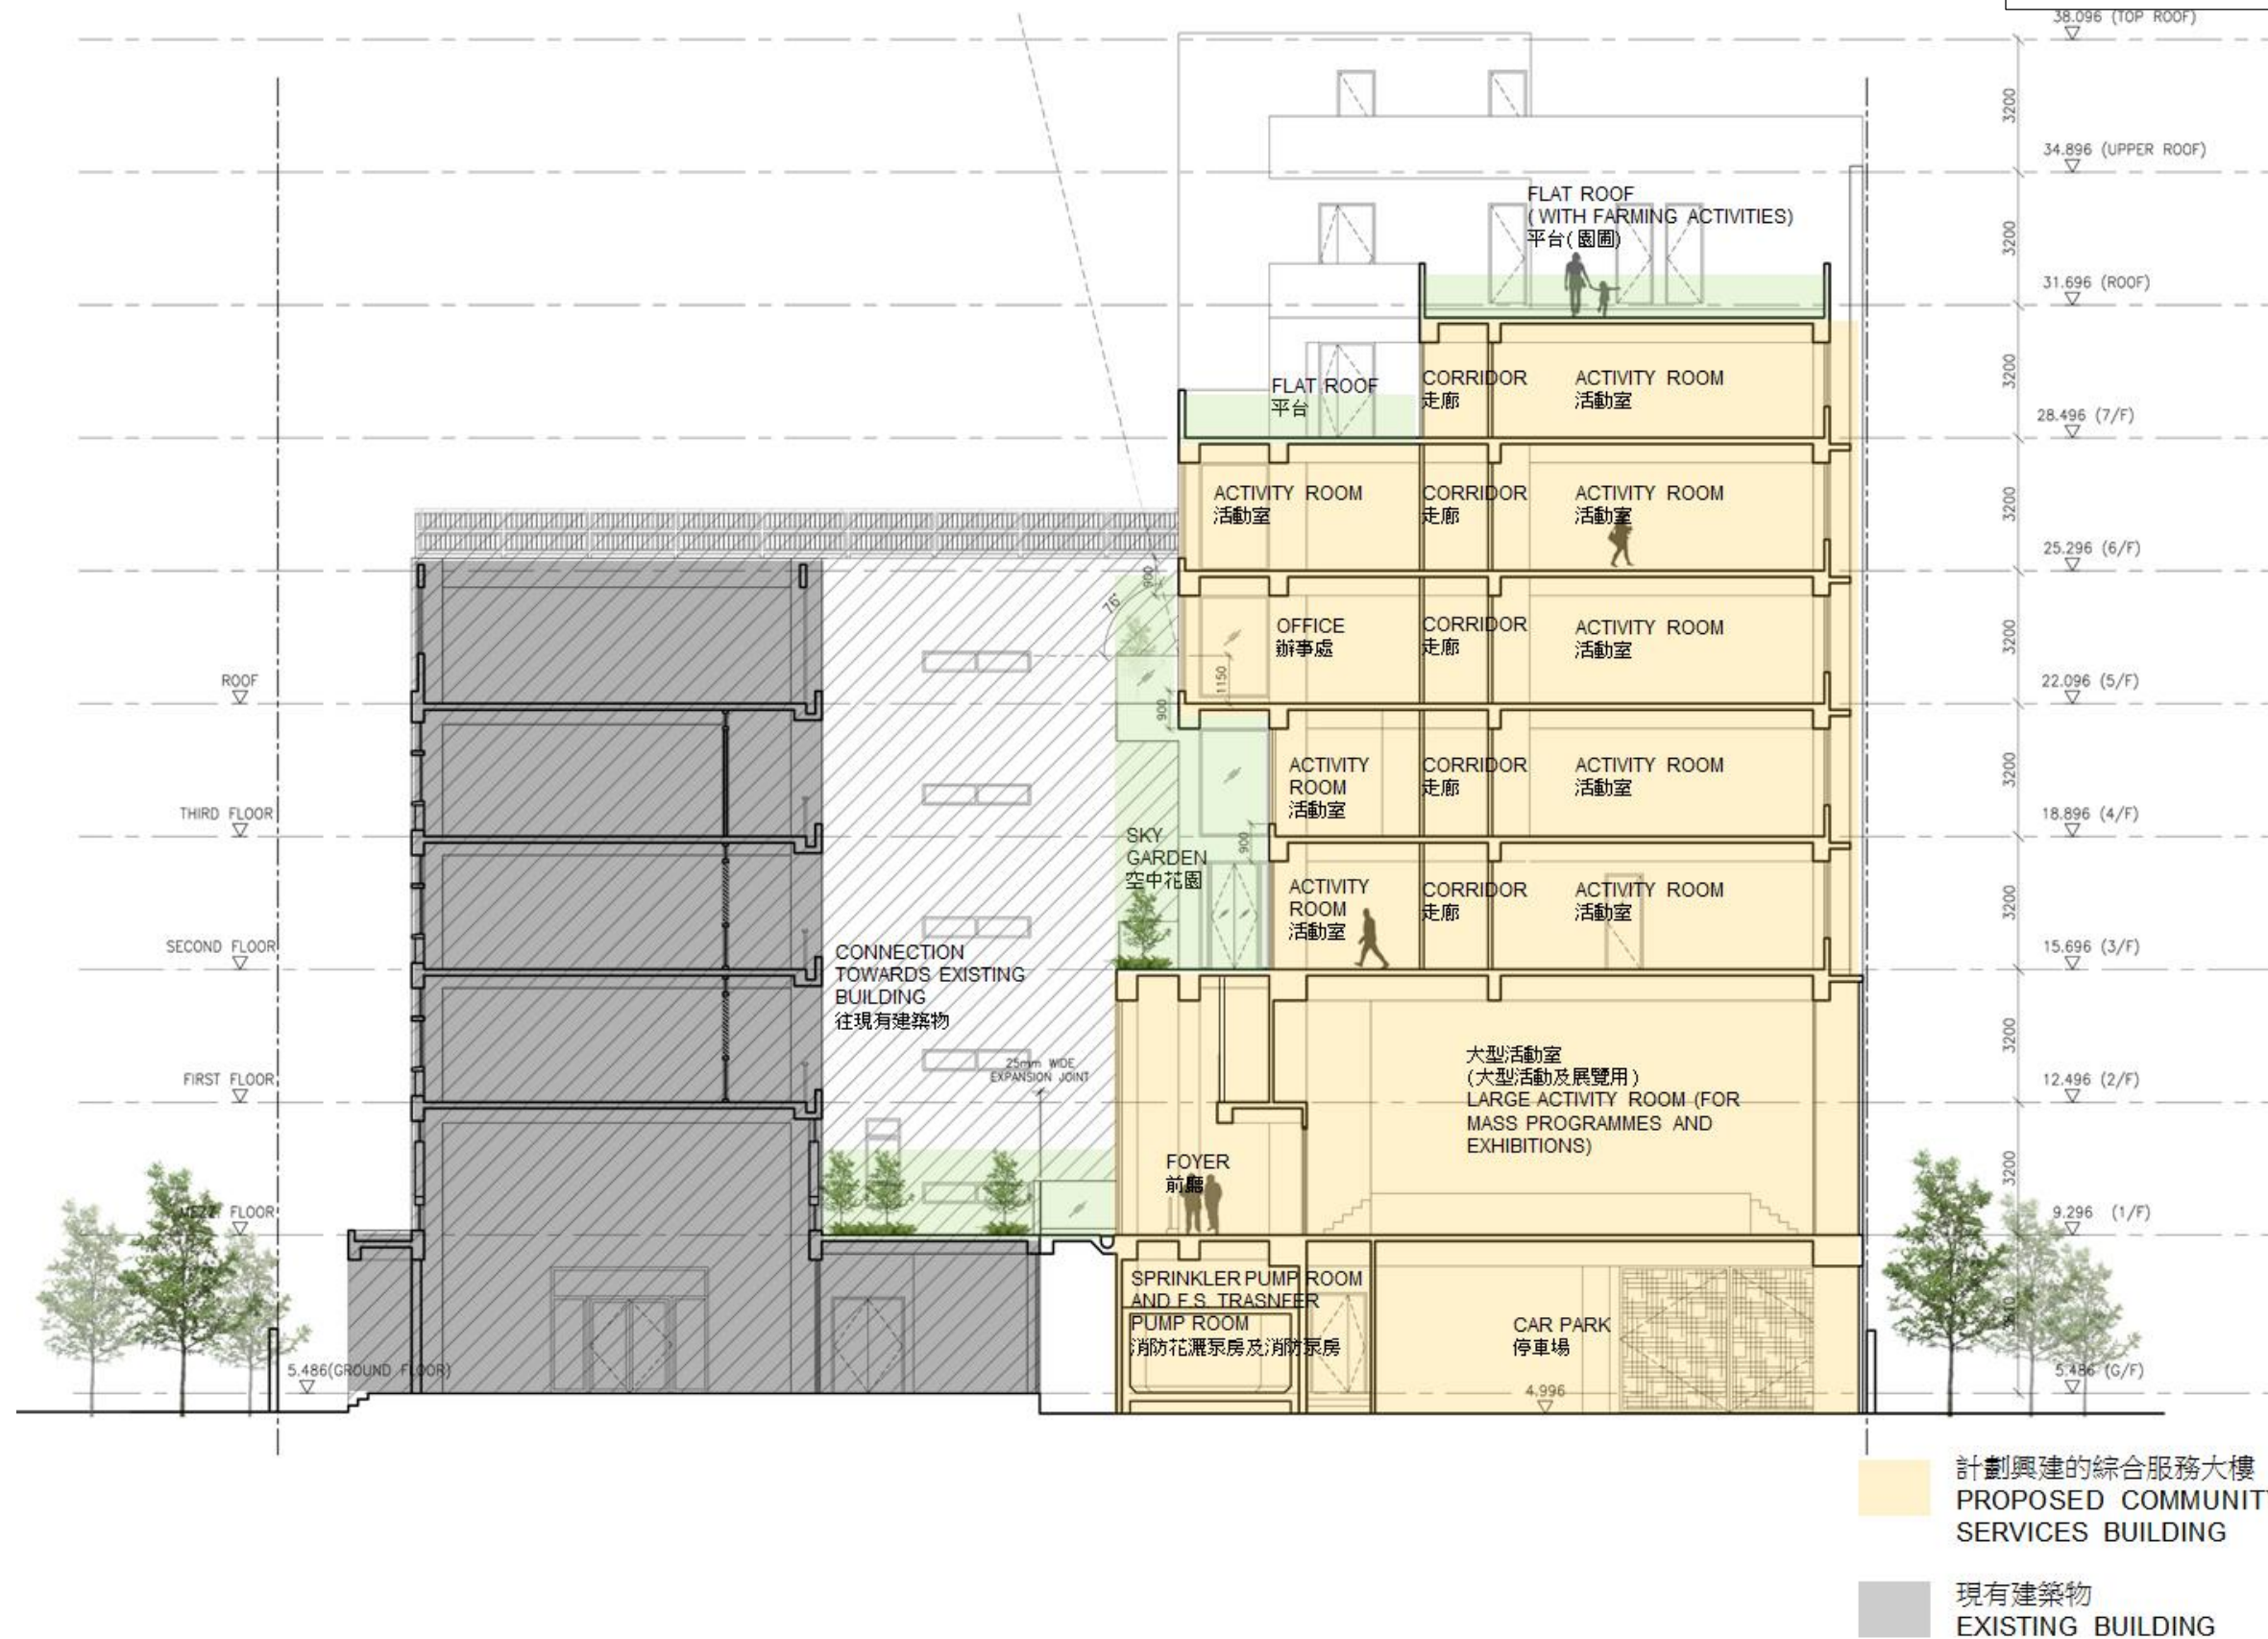 38.096 (TOP ROOF)
3200
34.896 (UPPER ROOF)
FLAT ROOF
( WITH FARMING ACTIVITIES)
平台( 園圃)
3200
31.696 (ROOF)
3200
FLAT ROOF
平台
CORRIDOR
走廊
ACTIVITY ROOM
活動室
28.496 (7/F)
ACTIVITY ROOM
活動室
CORRIDOR
走廊
ACTIVITY ROOM
活動室
3200
25.296 (6/F)
900
76°
OFFICE
辦事處
CORRIDOR
走廊
ACTIVITY ROOM
活動室
3200
1150
900
ROOF
22.096 (5/F)
ACTIVITY
ROOM
活動室
CORRIDOR
走廊
ACTIVITY ROOM
活動室
3200
THIRD FLOOR
18.896 (4/F)
SKY
GARDEN
空中花園
900
ACTIVITY
ROOM
活動室
CORRIDOR
走廊
ACTIVITY ROOM
活動室
3200
SECOND FLOOR
15.696 (3/F)
CONNECTION
TOWARDS EXISTING
BUILDING
往現有建築物
25mm WIDE
EXPANSION JOINT
3200
FIRST FLOOR
12.496 (2/F)
大型活動室
(大型活動及展覽用)
LARGE ACTIVITY ROOM (FOR
MASS PROGRAMMES AND
EXHIBITIONS)
FOYER
前廳
3200
MEZZ. FLOOR
9.296 (1/F)
SPRINKLER PUMP ROOM
AND F.S. TRASNFER
PUMP ROOM
消防花灑泵房及消防泵房
CAR PARK
停車場
4.996
5.486(GROUND FLOOR)
5.486 (G/F)
計劃興建的綜合服務大樓
PROPOSED COMMUNITY
SERVICES BUILDING
現有建築物
EXISTING BUILDING